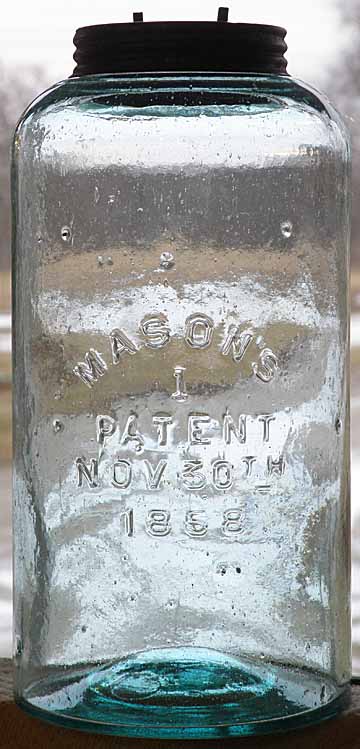 MASON'S
1
PATENT
NOV 30TH
1858